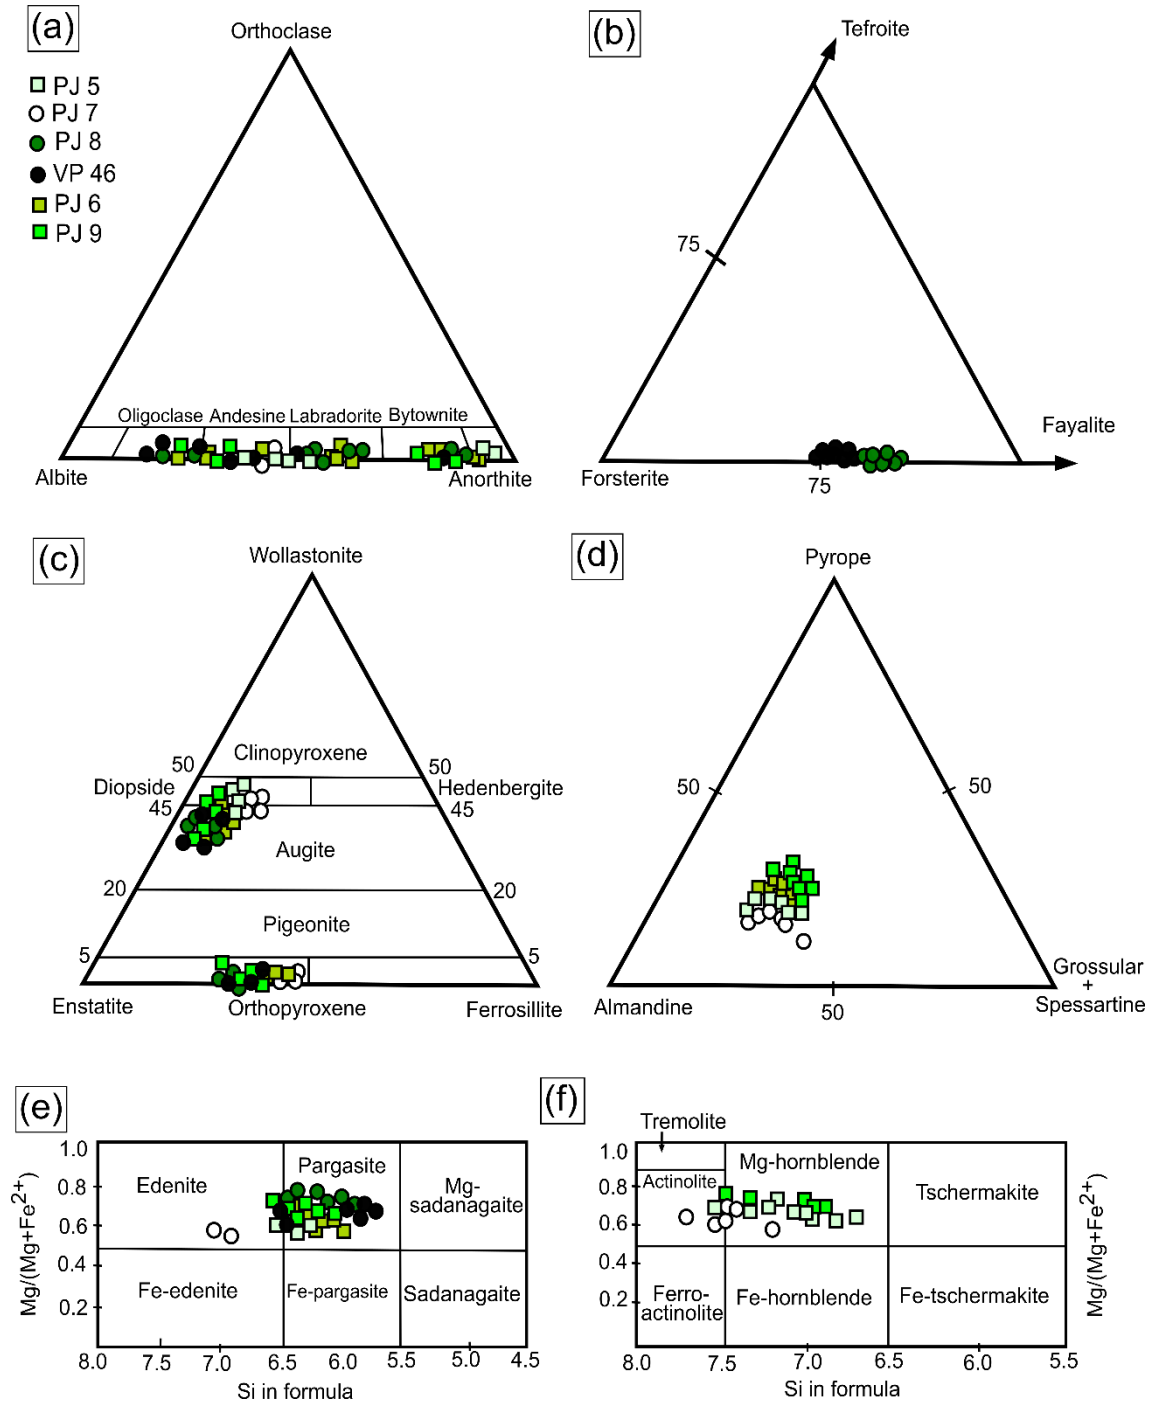 (a)
Orthoclase
PJ 5
PJ 7
PJ 8
VP 46
PJ 6
PJ 9
Oligoclase Andesine Labradorite Bytownite
Albite
Anorthite
(b)
Tefroite
75
Fayalite
Forsterite
75
(c)
Wollastonite
Clinopyroxene
50
50
Diopside
Hedenbergite
45
45
Augite
20
20
Pigeonite
5
5
Enstatite
Orthopyroxene
Ferrosillite
(d)
Pyrope
50
50
Almandine
50
Grossular
+
Spessartine
(e)
Mg/(Mg+Fe²⁺)
1.0
0.8
0.6
0.4
0.2
Edenite
Pargasite
Mg-
sadanagaite
Fe-edenite
Fe-pargasite
Sadanagaite
8.0 7.5 7.0 6.5 6.0 5.5 5.0 4.5
Si in formula
(f)
Tremolite
1.0
0.8
0.6
0.4
0.2
Actinolite
Mg-hornblende
Tschermakite
Ferro-
actinolite
Fe-hornblende
Fe-tschermakite
8.0 7.5 7.0 6.5 6.0 5.5
Si in formula
Mg/(Mg+Fe²⁺)